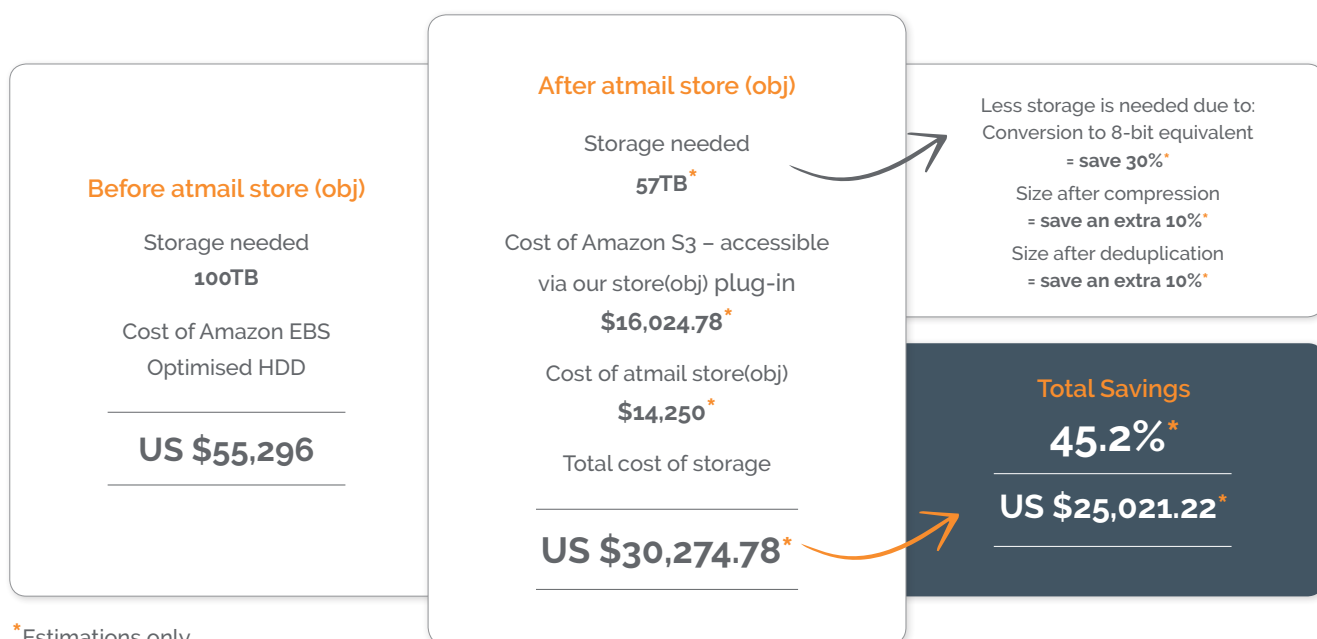 Before atmail store (obj)
Storage needed
100TB
Cost of Amazon EBS
Optimised HDD
US $55,296
After atmail store (obj)
Storage needed
57TB*
Cost of Amazon S3 – accessible
via our store(obj) plug-in
$16,024.78*
Cost of atmail store(obj)
$14,250*
Total cost of storage
US $30,274.78*
Less storage is needed due to:
Conversion to 8-bit equivalent
= save 30%*
Size after compression
= save an extra 10%*
Size after deduplication
= save an extra 10%*
Total Savings
45.2%*
US $25,021.22*
*Estimations only